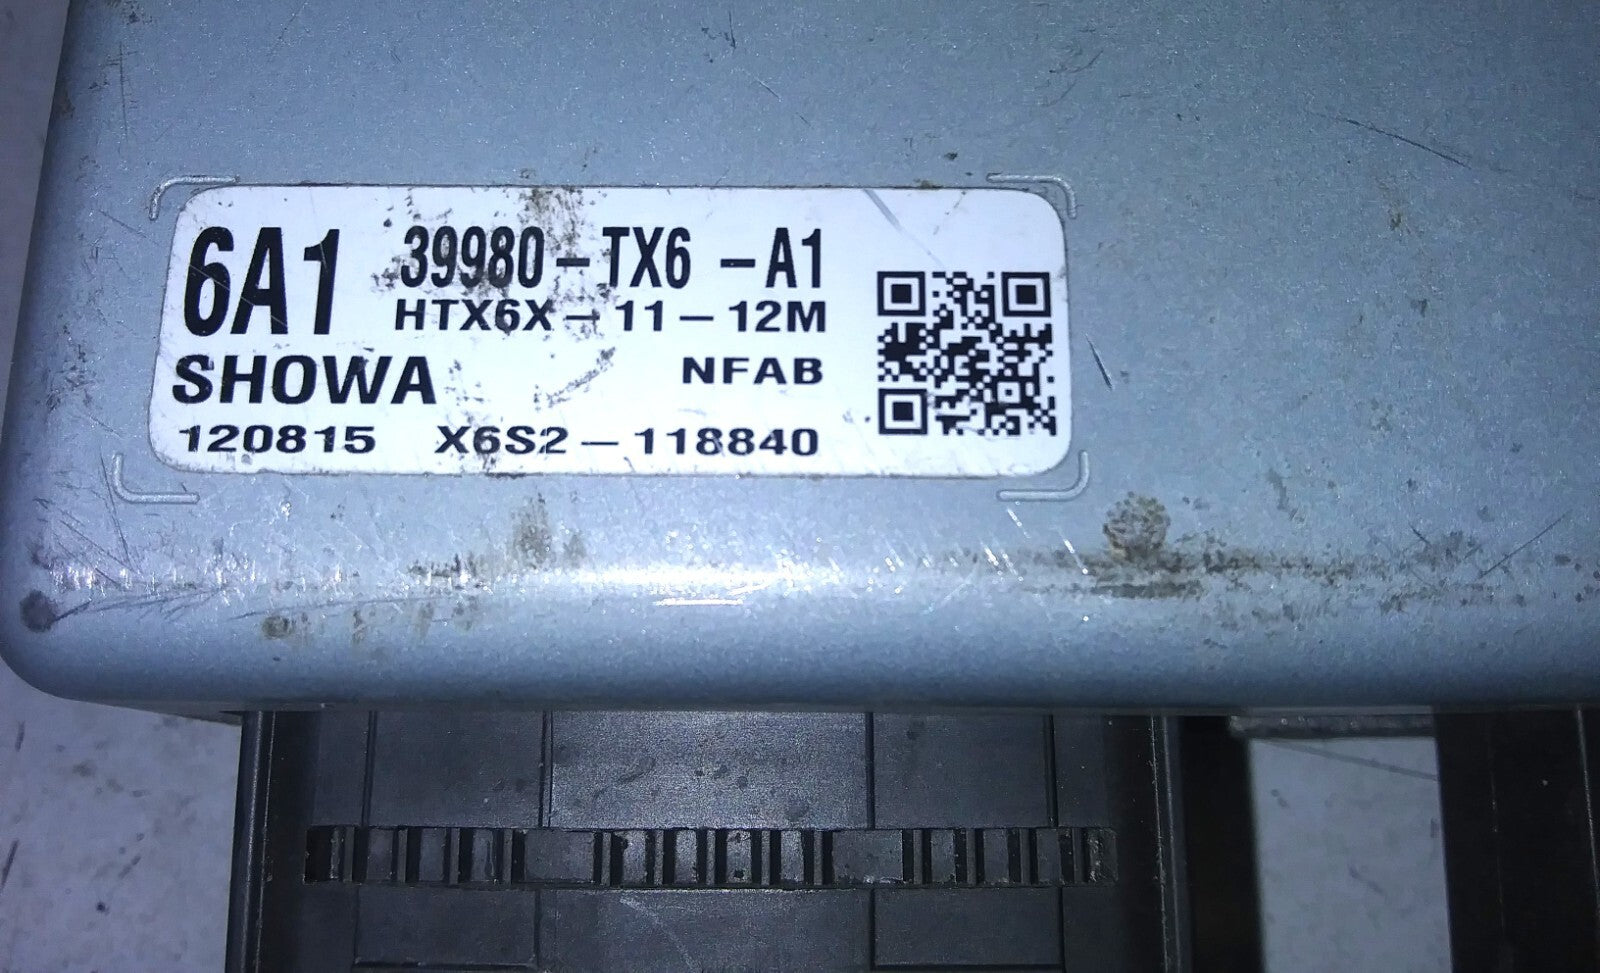 6A1 39980-TX6-A1
HTX6X-11-12M
SHOWA NFAB
120815 X6S2-118840